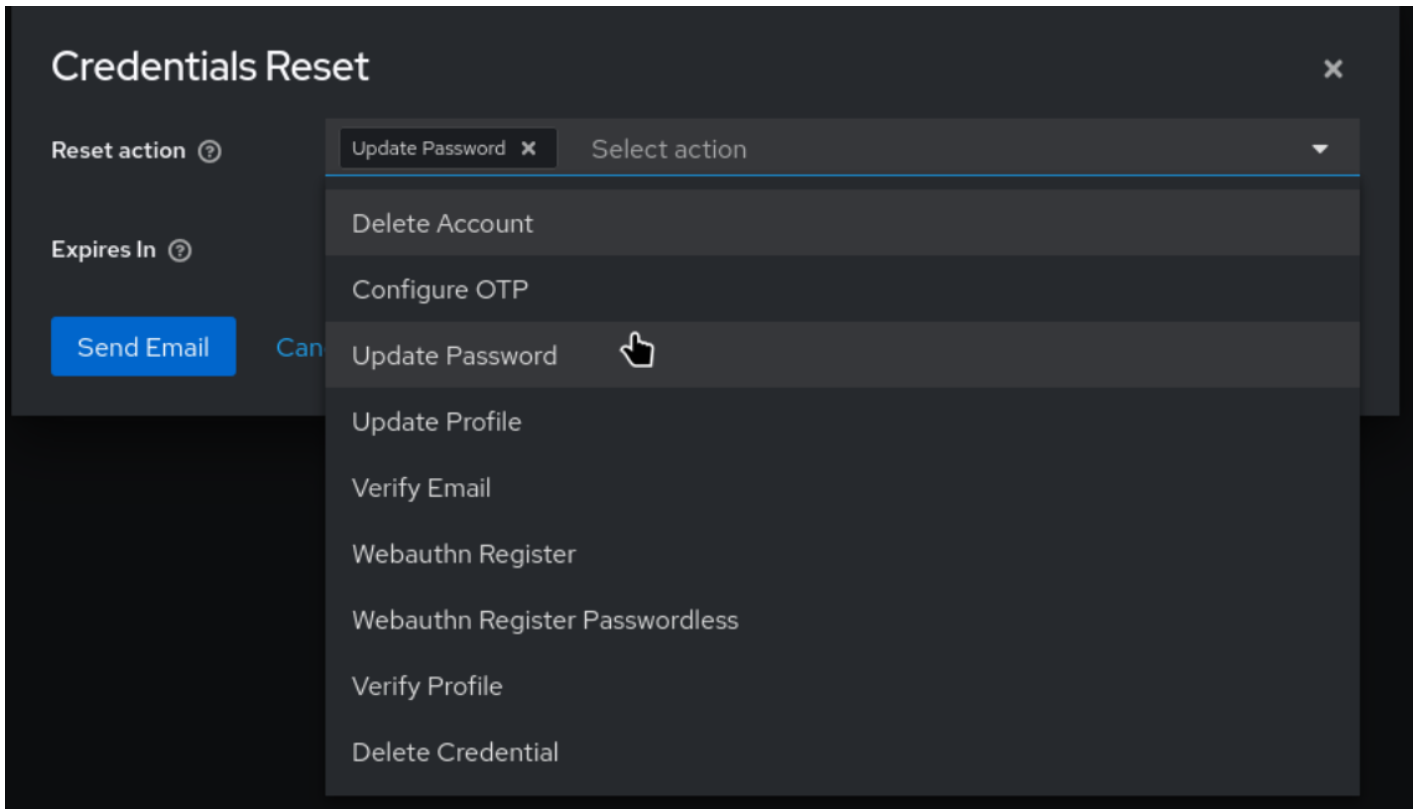 Credentials Reset
Reset action
Update Password
Select action
Delete Account
Expires In
Configure OTP
Send Email
Can
Update Password
Update Profile
Verify Email
Webauthn Register
Webauthn Register Passwordless
Verify Profile
Delete Credential